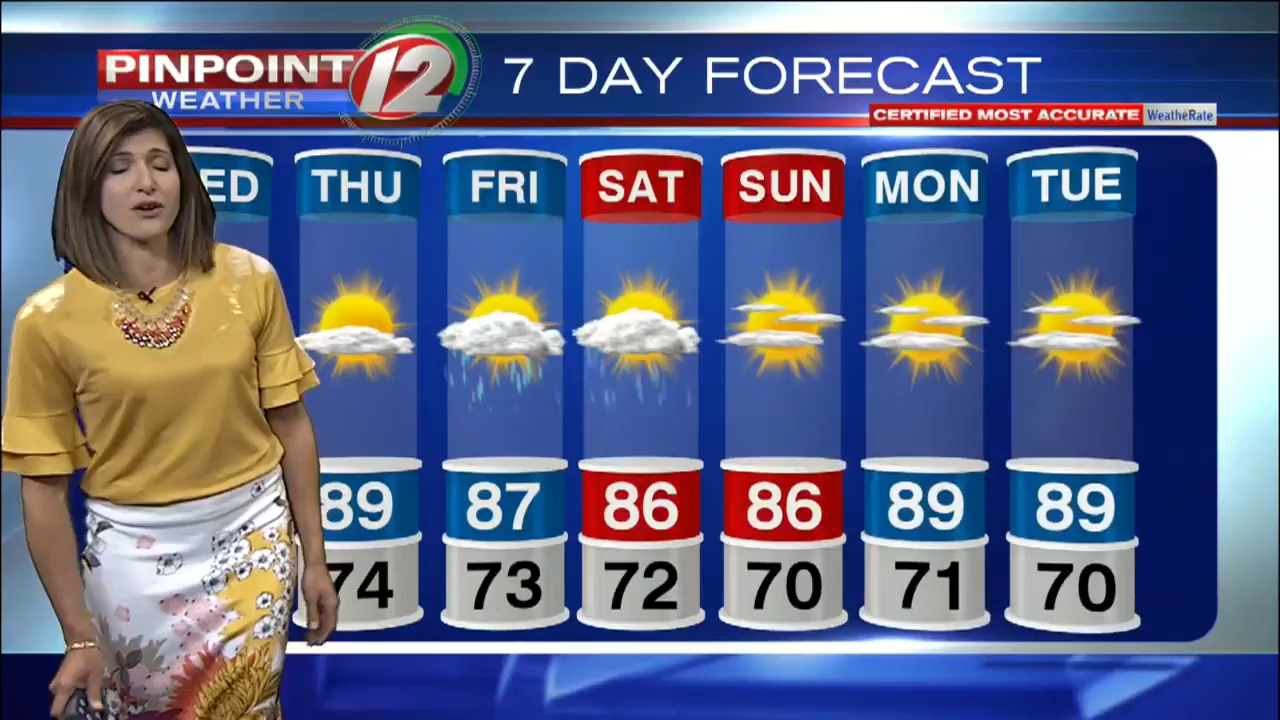 PINPOINT 12
WEATHER
7 DAY FORECAST
CERTIFIED MOST ACCURATE WeatheRate
ED THU FRI SAT SUN MON TUE
89 87 86 86 89 89
74 73 72 70 71 70